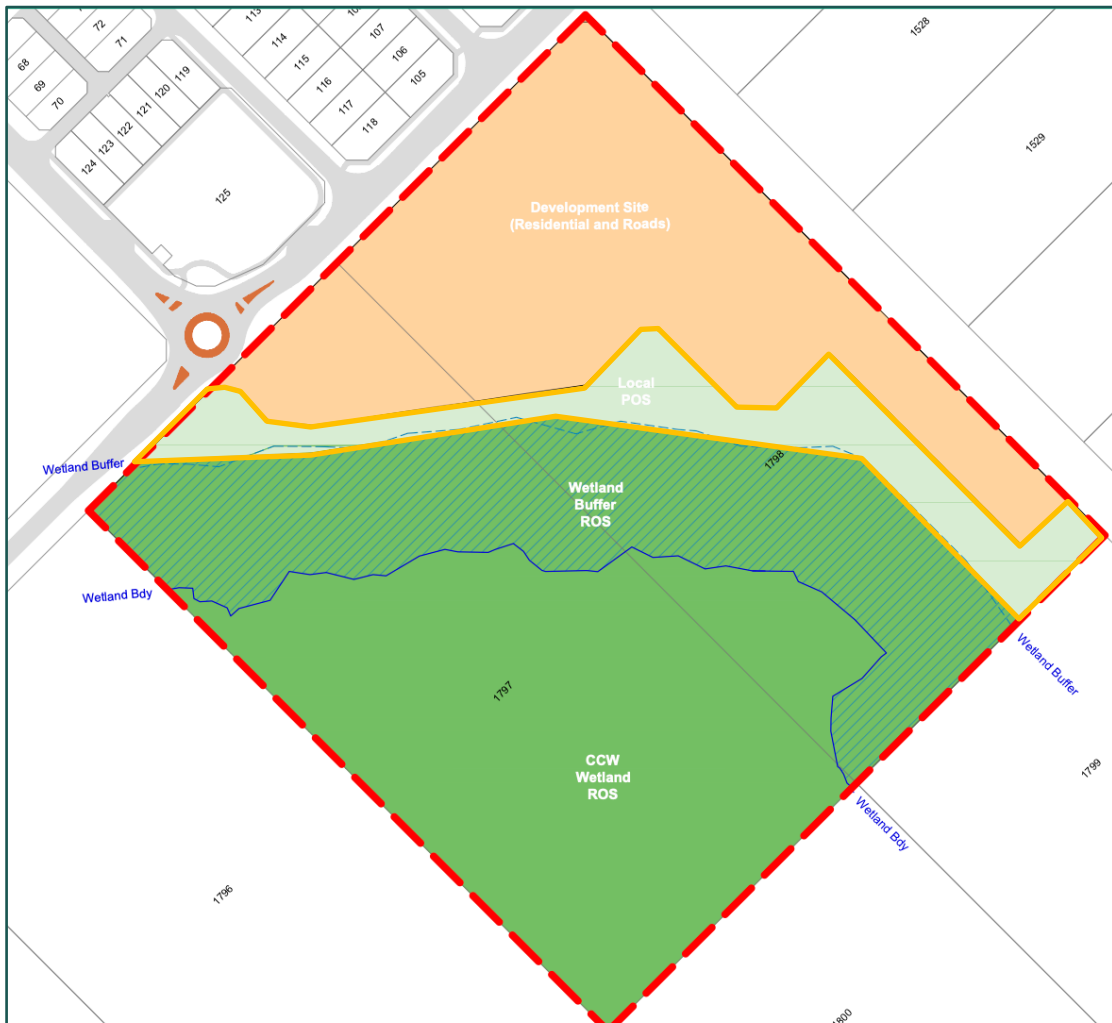 1528
1529
113
114
115
116
117
118
107
106
105
72
71
68
69
70
119
120
121
122
123
124
125
Development Site
(Residential and Roads)
Local
POS
Wetland Buffer
1798
Wetland
Buffer
ROS
Wetland Bdy
Wetland Buffer
1797
CCW
Wetland
ROS
1799
Wetland Bdy
1796
1800